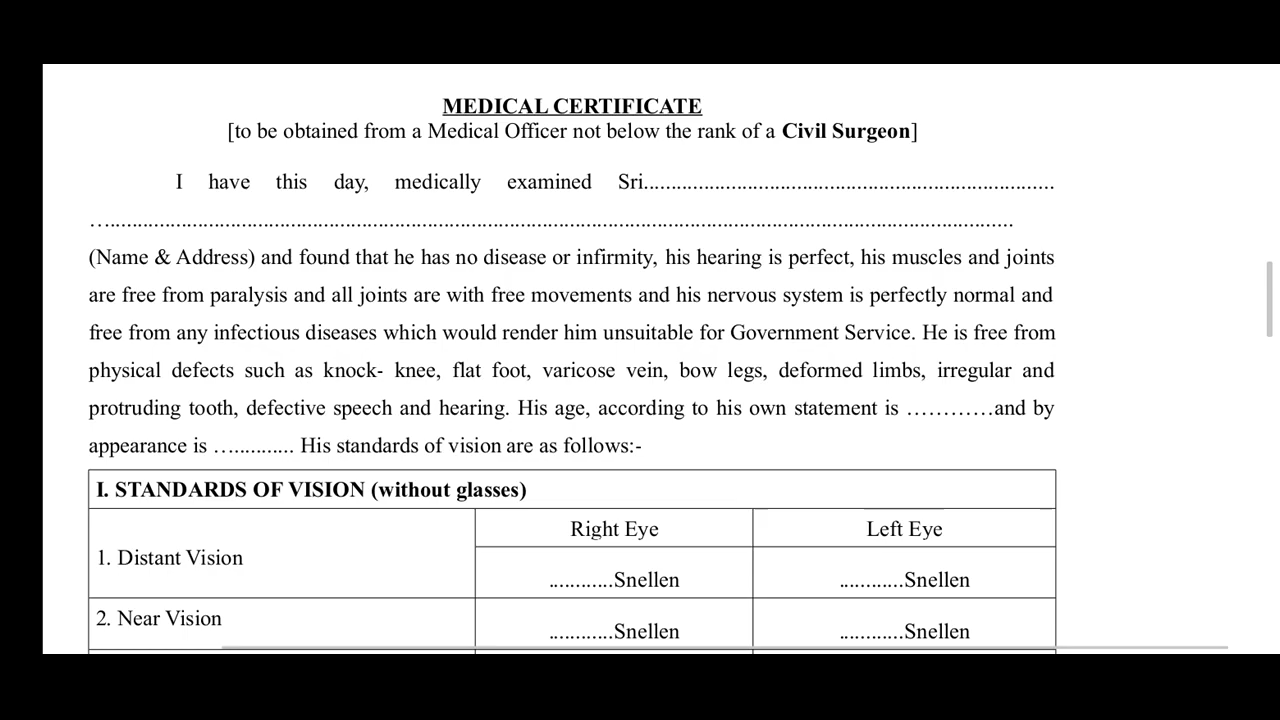 MEDICAL CERTIFICATE
[to be obtained from a Medical Officer not below the rank of a Civil Surgeon]
I have this day, medically examined Sri...........................................................................
…....................................................................................................................................................................
(Name & Address) and found that he has no disease or infirmity, his hearing is perfect, his muscles and joints
are free from paralysis and all joints are with free movements and his nervous system is perfectly normal and
free from any infectious diseases which would render him unsuitable for Government Service. He is free from
physical defects such as knock- knee, flat foot, varicose vein, bow legs, deformed limbs, irregular and
protruding tooth, defective speech and hearing. His age, according to his own statement is …………and by
appearance is ….............. His standards of vision are as follows:-
I. STANDARDS OF VISION (without glasses)
Right Eye Left Eye
1. Distant Vision
............Snellen ............Snellen
2. Near Vision
............Snellen ............Snellen